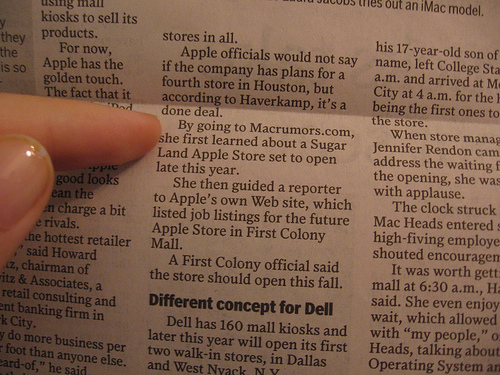 using mall
kiosks to sell its
products.
For now,
Apple has the
golden touch.
The fact that it
good looks
ean the
n charge a bit
e rivals.
he hottest retailer
," said Howard
tz, chairman of
itz & Associates, a
retail consulting and
ent banking firm in
k City.
y do more business per
foot than anyone else.
eard-of," he said
they
the
is so
Jacobs tries out an iMac model.
stores in all.
Apple officials would not say
if the company has plans for a
fourth store in Houston, but
according to Haverkamp, it's a
done deal.
By going to Macrumors.com,
she first learned about a Sugar
Land Apple Store set to open
late this year.
She then guided a reporter
to Apple's own Web site, which
listed job listings for the future
Apple Store in First Colony
Mall.
A First Colony official said
the store should open this fall.
Different concept for Dell
Dell has 160 mall kiosks and
later this year will open its first
two walk-in stores, in Dallas
and West Nyack, N.Y.
his 17-year-old son of
name, left College Sta
a.m. and arrived at M
City at 4 a.m. for the l
being the first ones to
the store.
When store manag
Jennifer Rendon cam
address the waiting f
the opening, she was
with applause.
The clock struck
Mac Heads entered s
high-fiving employe
shouted encouragem
It was worth gett
said. She even enjoy
wait, which allowed
with "my people," o
Heads, talking about
Operating System an